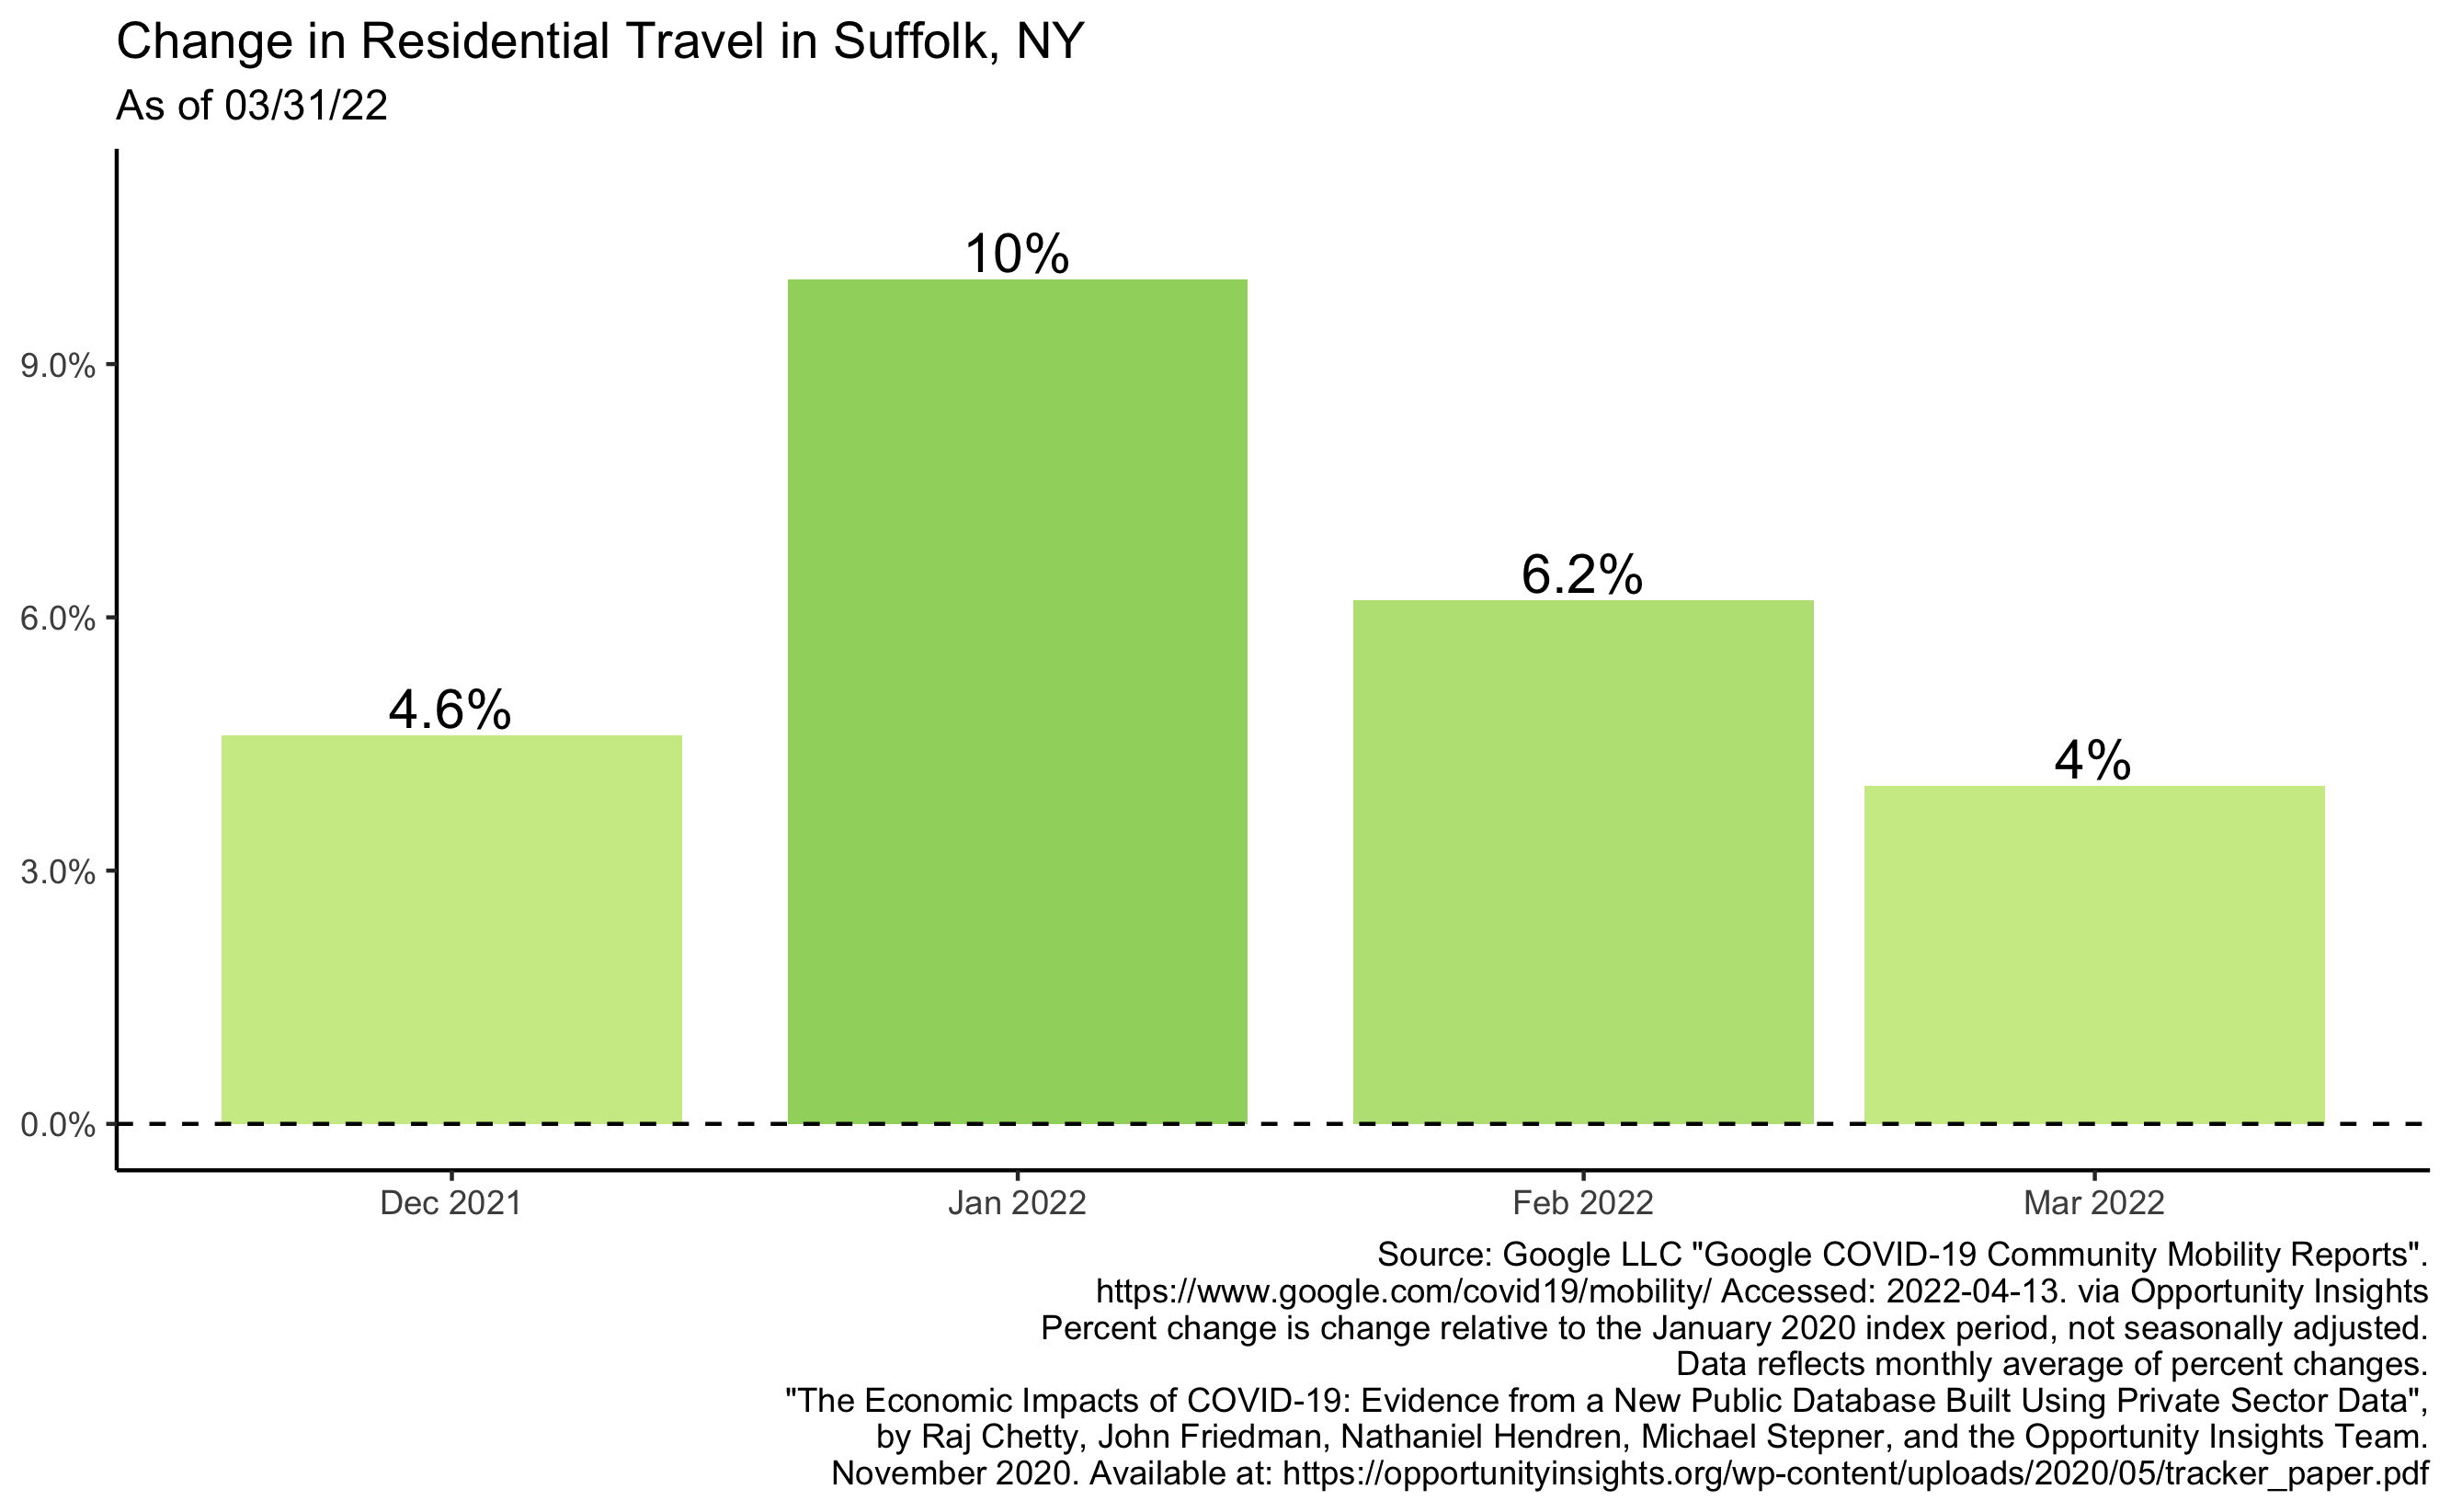 Change in Residential Travel in Suffolk, NY
As of 03/31/22
10%
9.0%
6.2%
6.0%
4.6%
4%
3.0%
0.0%
Dec 2021
Jan 2022
Feb 2022
Mar 2022
Source: Google LLC "Google COVID-19 Community Mobility Reports".
https://www.google.com/covid19/mobility/ Accessed: 2022-04-13. via Opportunity Insights
Percent change is change relative to the January 2020 index period, not seasonally adjusted.
Data reflects monthly average of percent changes.
"The Economic Impacts of COVID-19: Evidence from a New Public Database Built Using Private Sector Data",
by Raj Chetty, John Friedman, Nathaniel Hendren, Michael Stepner, and the Opportunity Insights Team.
November 2020. Available at: https://opportunityinsights.org/wp-content/uploads/2020/05/tracker_paper.pdf